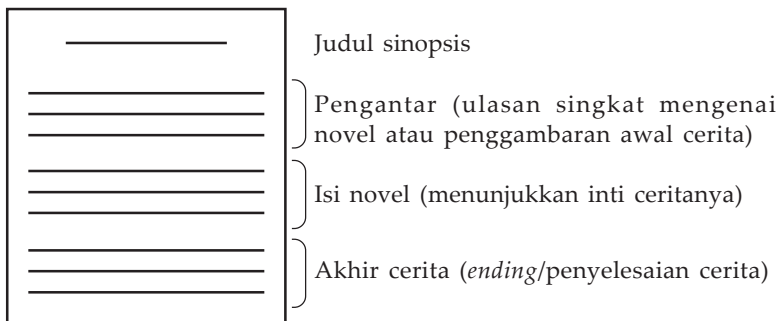 Judul sinopsis
Pengantar (ulasan singkat mengenai
novel atau penggambaran awal cerita)
Isi novel (menunjukkan inti ceritanya)
Akhir cerita (ending/penyelesaian cerita)